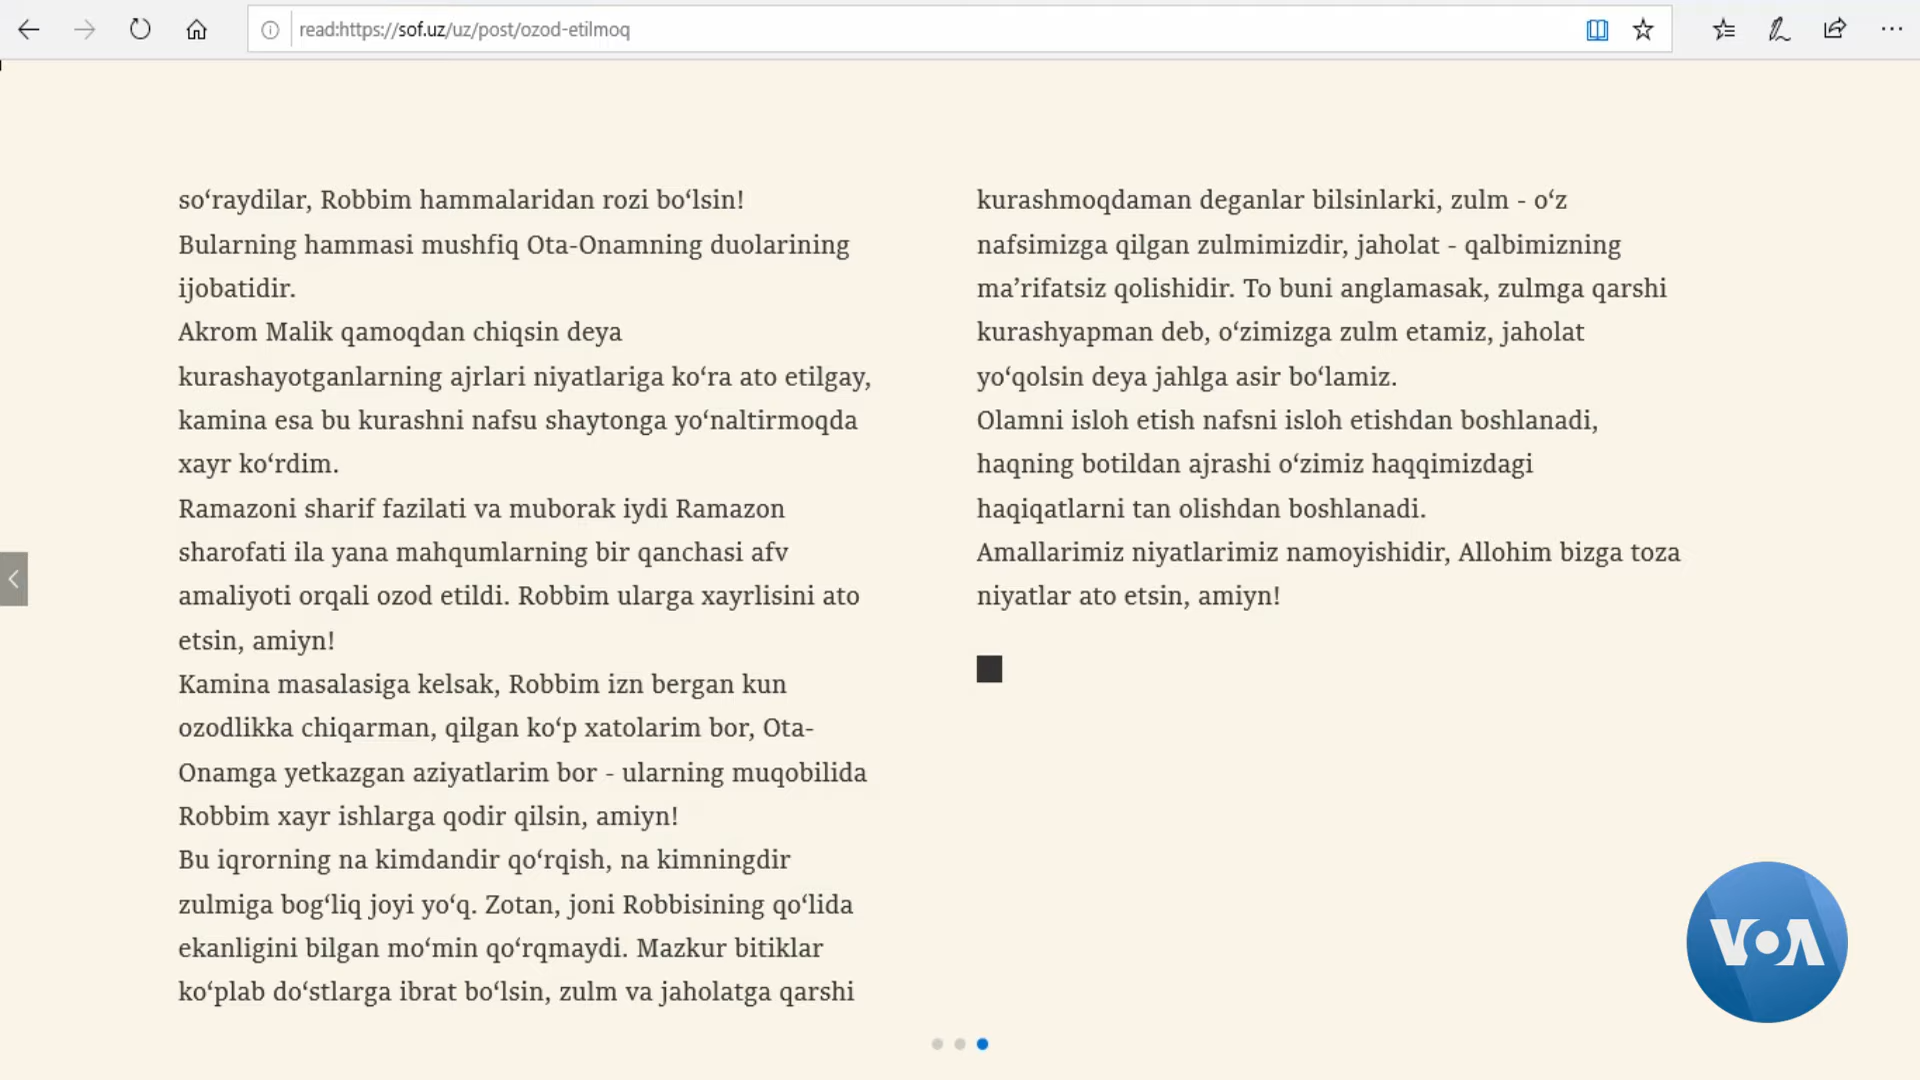 read:https://sof.uz/uz/post/ozod-etilmoq
so‘raydilar, Robbim hammalaridan rozi bo‘lsin!
Bularning hammasi mushfiq Ota-Onamning duolarining
ijobatidir.
Akrom Malik qamoqdan chiqsin deya
kurashayotganlarning ajrlari niyatlariga ko‘ra ato etilgay,
kamina esa bu kurashni nafsu shaytonga yo‘naltirmoqda
xayr ko‘rdim.
Ramazoni sharif fazilati va muborak iydi Ramazon
sharofati ila yana mahqumlarning bir qanchasi afv
amaliyoti orqali ozod etildi. Robbim ularga xayrlisini ato
etsin, amiyn!
Kamina masalasiga kelsak, Robbim izn bergan kun
ozodlikka chiqarman, qilgan ko‘p xatolarim bor, Ota-
Onamga yetkazgan aziyatlarim bor - ularning muqobilida
Robbim xayr ishlarga qodir qilsin, amiyn!
Bu iqrorning na kimdandir qo‘rqish, na kimningdir
zulmiga bog‘liq joyi yo‘q. Zotan, joni Robbisining qo‘lida
ekanligini bilgan mo‘min qo‘rqmaydi. Mazkur bitiklar
ko‘plab do‘stlarga ibrat bo‘lsin, zulm va jaholatga qarshi
kurashmoqdaman deganlar bilsinlarki, zulm - o‘z
nafsimizga qilgan zulmimizdir, jaholat - qalbimizning
ma’rifatsiz qolishidir. To buni anglamasak, zulmga qarshi
kurashyapman deb, o‘zimizga zulm etamiz, jaholat
yo‘qolsin deya jahlga asir bo‘lamiz.
Olamni isloh etish nafsni isloh etishdan boshlanadi,
haqning botildan ajrashi o‘zimiz haqqimizdagi
haqiqatlarni tan olishdan boshlanadi.
Amallarimiz niyatlarimiz namoyishidir, Allohim bizga toza
niyatlar ato etsin, amiyn!
VOA